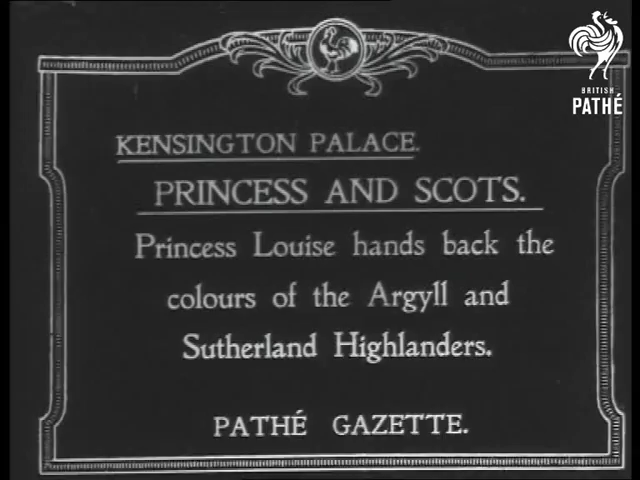 BRITISH
PATHÉ
KENSINGTON PALACE.
PRINCESS AND SCOTS.
Princess Louise hands back the
colours of the Argyll and
Sutherland Highlanders.
PATHÉ GAZETTE.